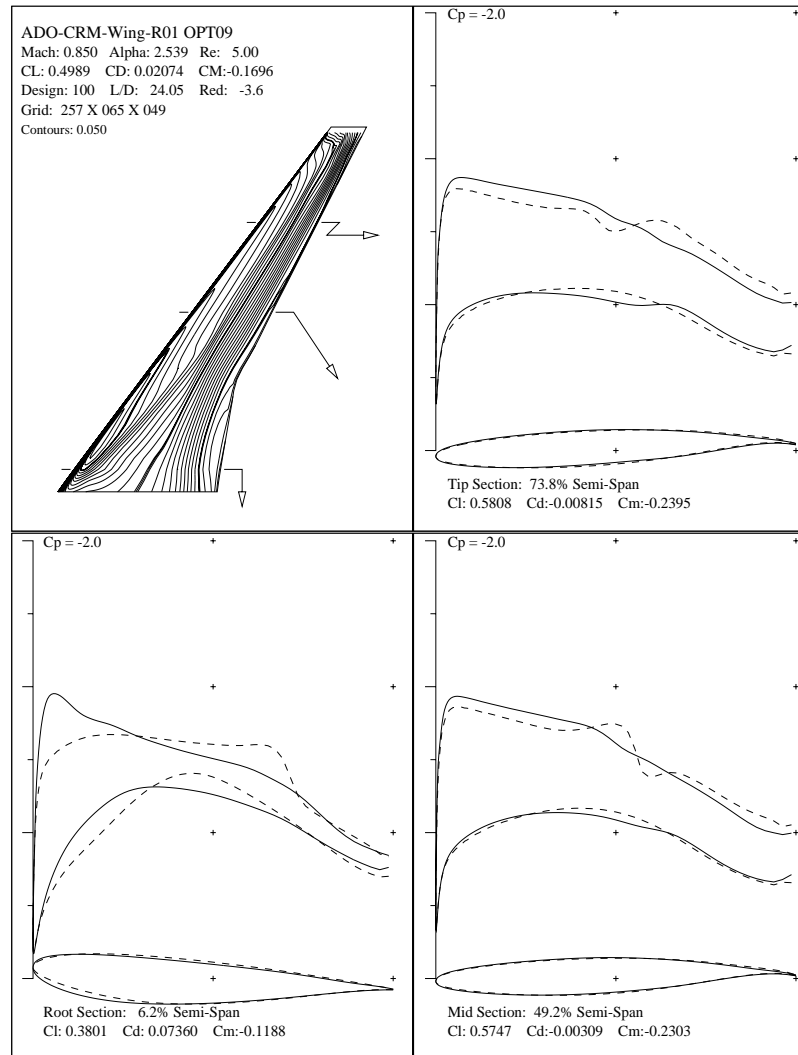 ADO-CRM-Wing-R01 OPT09
Mach: 0.850 Alpha: 2.539 Re: 5.00
CL: 0.4989 CD: 0.02074 CM:-0.1696
Design: 100 L/D: 24.05 Red: -3.6
Grid: 257 X 065 X 049
Contours: 0.050
Cp = -2.0
Tip Section: 73.8% Semi-Span
Cl: 0.5808 Cd:-0.00815 Cm:-0.2395
Cp = -2.0
Root Section: 6.2% Semi-Span
Cl: 0.3801 Cd: 0.07360 Cm:-0.1188
Cp = -2.0
Mid Section: 49.2% Semi-Span
Cl: 0.5747 Cd:-0.00309 Cm:-0.2303